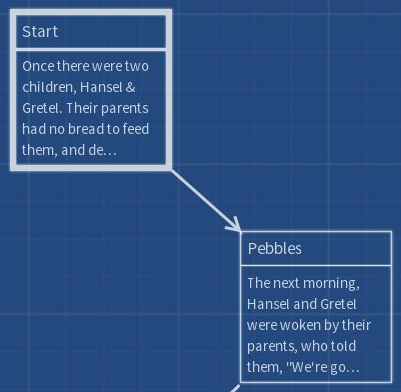 Start
Once there were two
children, Hansel &
Gretel. Their parents
had no bread to feed
them, and de…
Pebbles
The next morning,
Hansel and Gretel
were woken by their
parents, who told
them, "We're go…